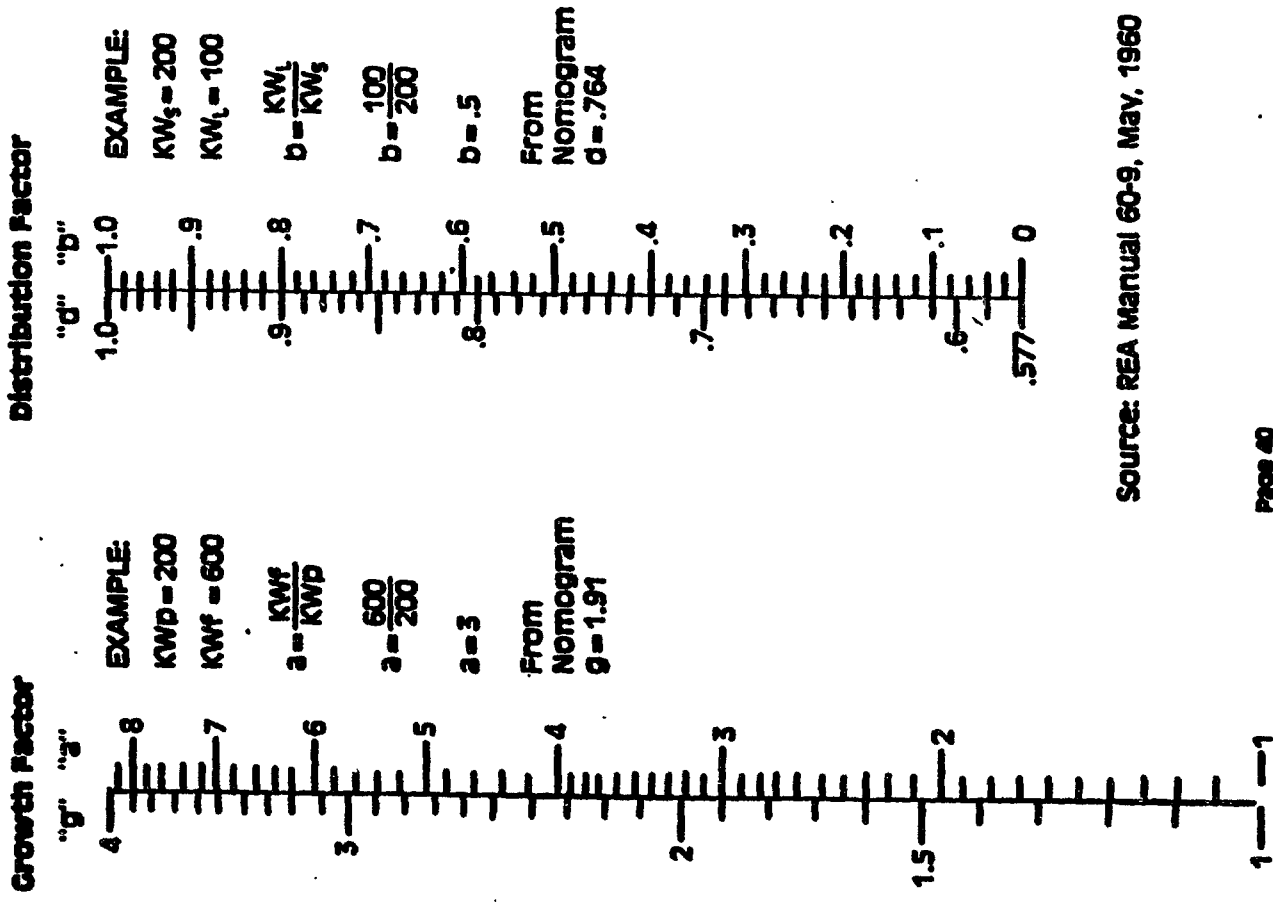 Growth Factor
"g" "a"
4
3
2
1.5
1
8
7
6
5
4
3
2
1
EXAMPLE:
KWp = 200
KWf = 600
a = KWf
KWp
a = 600
200
a = 3
From
Nomogram
g = 1.91
Distribution Factor
"d" "b"
1.0
.9
.8
.7
.6
.577
1.0
.9
.8
.7
.6
.5
.4
.3
.2
.1
0
EXAMPLE:
KWS = 200
KWL = 100
b = KWL
KWS
b = 100
200
b = .5
From
Nomogram
d = .764
Source: REA Manual 60-9, May, 1960
Page 40